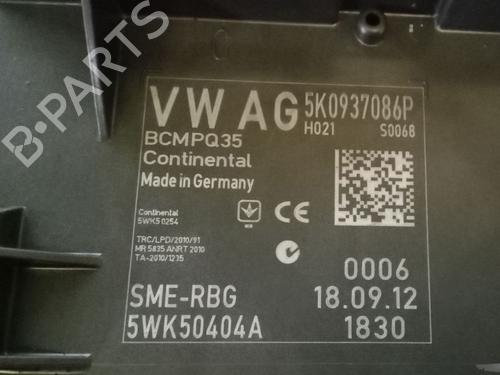 B-PARTS
VW AG 5K0937086P
H021 S0068
BCMPQ35
Continental
Made in Germany
Continental
5WK50254
CE
TRC/LPD/2010/91
MR 5835 ANRT 2010
TA-2010/1235
0006
SME-RBG 18.09.12
5WK50404A 1830